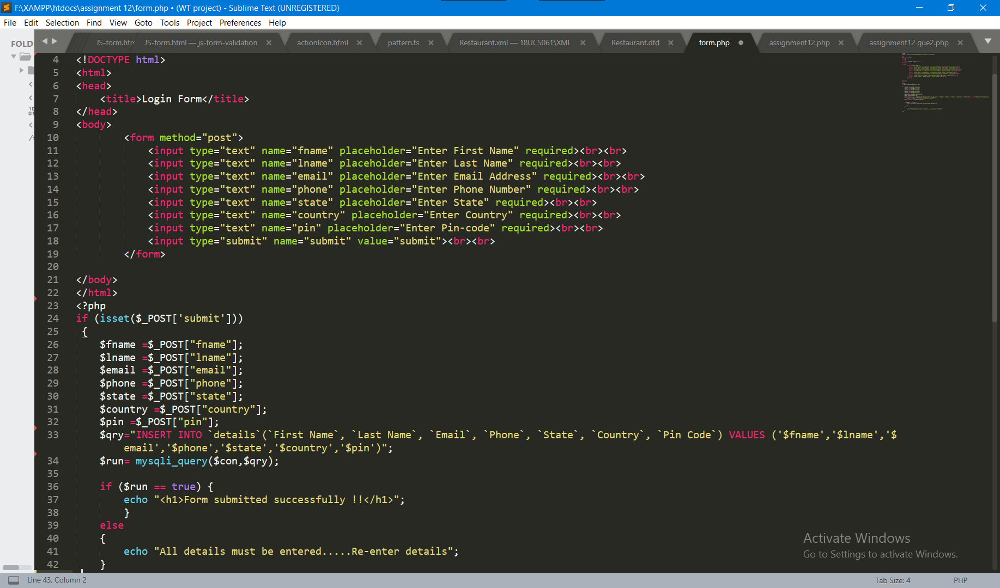 F:\XAMPP\htdocs\assignment 12\form.php • (WT project) - Sublime Text (UNREGISTERED)
File Edit Selection Find View Goto Tools Project Preferences Help
FOLD
JS-form.htm JS-form.html — js-form-validation actionIcon.html pattern.ts Restaurant.xml — 18UCS061\XML Restaurant.dtd form.php assignment12.php assignment12 que2.php
4 <!DOCTYPE html>
5 <html>
6 <head>
7 <title>Login Form</title>
8 </head>
9 <body>
10 <form method="post">
11 <input type="text" name="fname" placeholder="Enter First Name" required><br><br>
12 <input type="text" name="lname" placeholder="Enter Last Name" required><br><br>
13 <input type="text" name="email" placeholder="Enter Email Address" required><br><br>
14 <input type="text" name="phone" placeholder="Enter Phone Number" required><br><br>
15 <input type="text" name="state" placeholder="Enter State" required><br><br>
16 <input type="text" name="country" placeholder="Enter Country" required><br><br>
17 <input type="text" name="pin" placeholder="Enter Pin-code" required><br><br>
18 <input type="submit" name="submit" value="submit"><br><br>
19 </form>
20
21 </body>
22 </html>
23 <?php
24 if (isset($_POST['submit']))
25 {
26 $fname =$_POST["fname"];
27 $lname =$_POST["lname"];
28 $email =$_POST["email"];
29 $phone =$_POST["phone"];
30 $state =$_POST["state"];
31 $country =$_POST["country"];
32 $pin =$_POST["pin"];
33 $qry="INSERT INTO `details`(`First Name`, `Last Name`, `Email`, `Phone`, `State`, `Country`, `Pin Code`) VALUES ('$fname','$lname','$
email','$phone','$state','$country','$pin')";
34 $run= mysqli_query($con,$qry);
35
36 if ($run == true) {
37 echo "<h1>Form submitted successfully !!</h1>";
38 }
39 else
40 {
41 echo "All details must be entered.....Re-enter details";
42 }
Activate Windows
Go to Settings to activate Windows.
Line 43, Column 2
Tab Size: 4 PHP